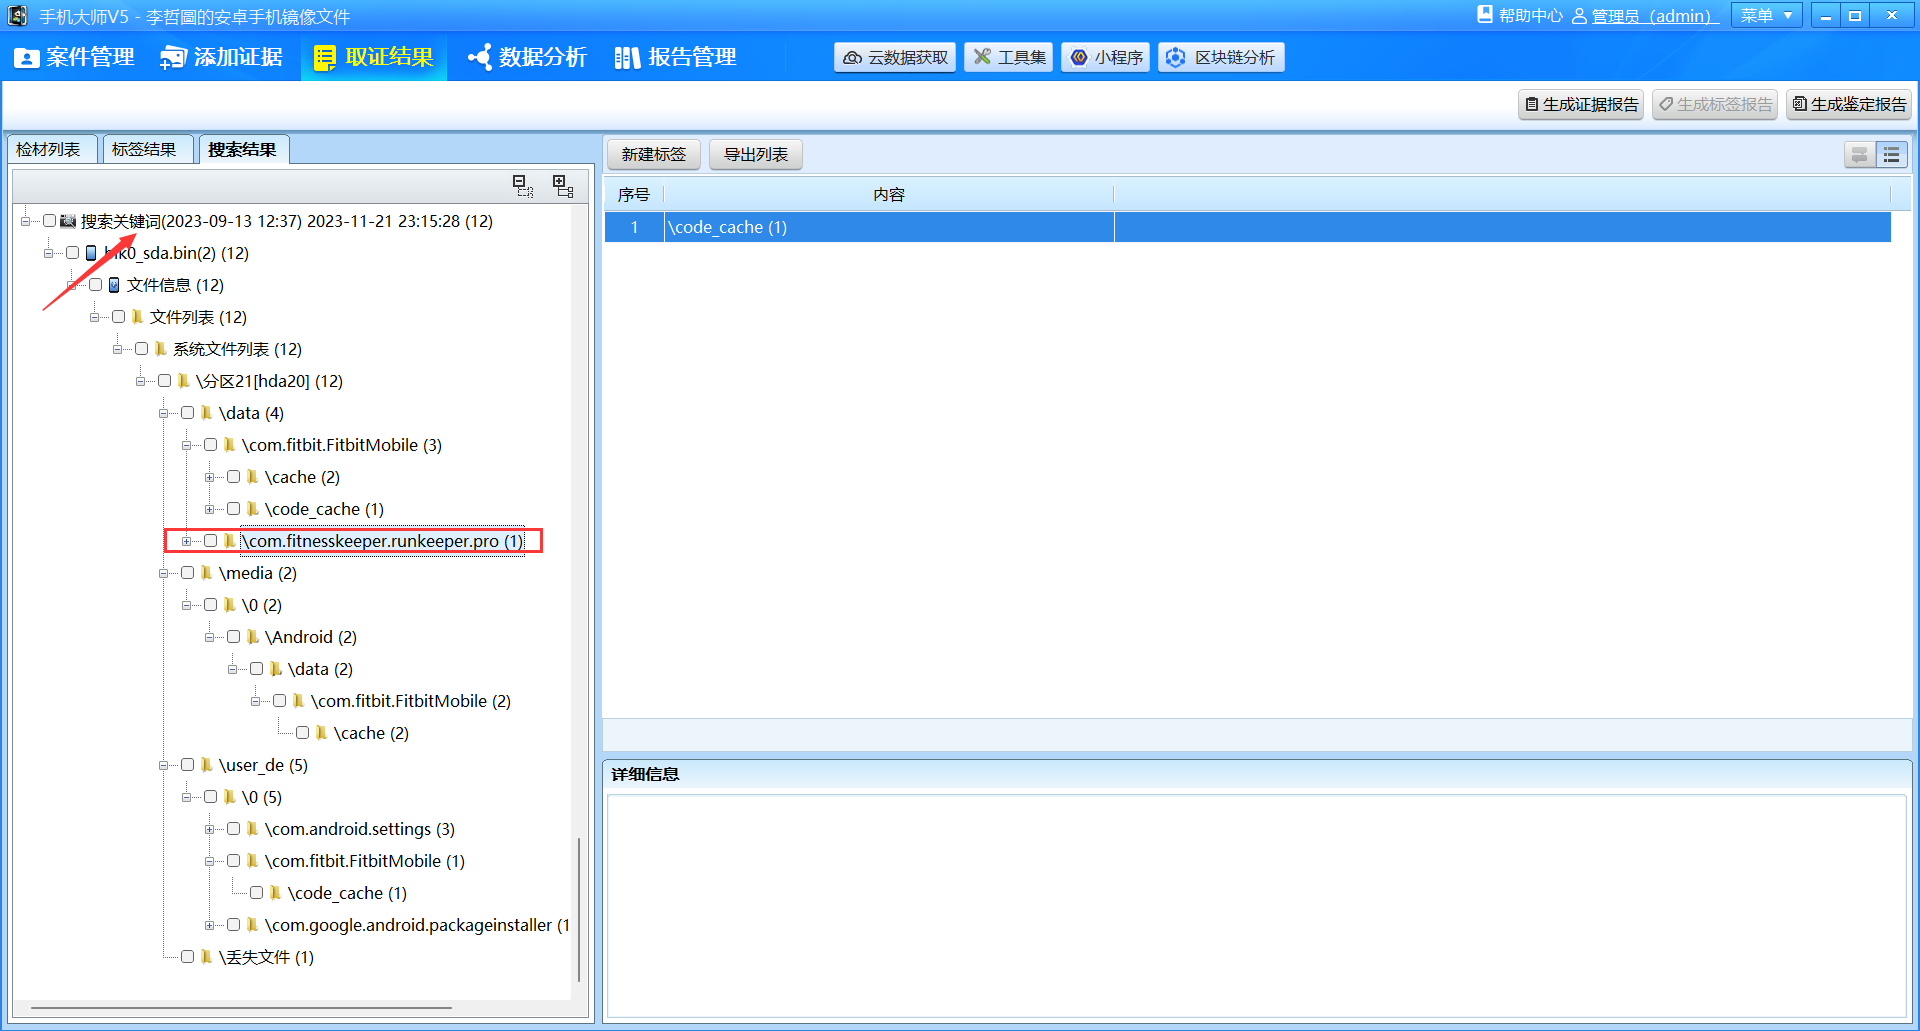 手机大师V5 - 李哲圖的安卓手机镜像文件
帮助中心 管理员（admin） 菜单
案件管理 添加证据 取证结果 数据分析 报告管理 云数据获取 工具集 小程序 区块链分析
生成证据报告 生成标签报告 生成鉴定报告
检材列表 标签结果 搜索结果
新建标签 导出列表
搜索关键词(2023-09-13 12:37) 2023-11-21 23:15:28 (12)
k0_sda.bin(2) (12)
文件信息 (12)
文件列表 (12)
系统文件列表 (12)
\分区21[hda20] (12)
\data (4)
\com.fitbit.FitbitMobile (3)
\cache (2)
\code_cache (1)
\com.fitnesskeeper.runkeeper.pro (1)
\media (2)
\0 (2)
\Android (2)
\data (2)
\com.fitbit.FitbitMobile (2)
\cache (2)
\user_de (5)
\0 (5)
\com.android.settings (3)
\com.fitbit.FitbitMobile (1)
\code_cache (1)
\com.google.android.packageinstaller (1
\丢失文件 (1)
序号 内容
1 \code_cache (1)
详细信息